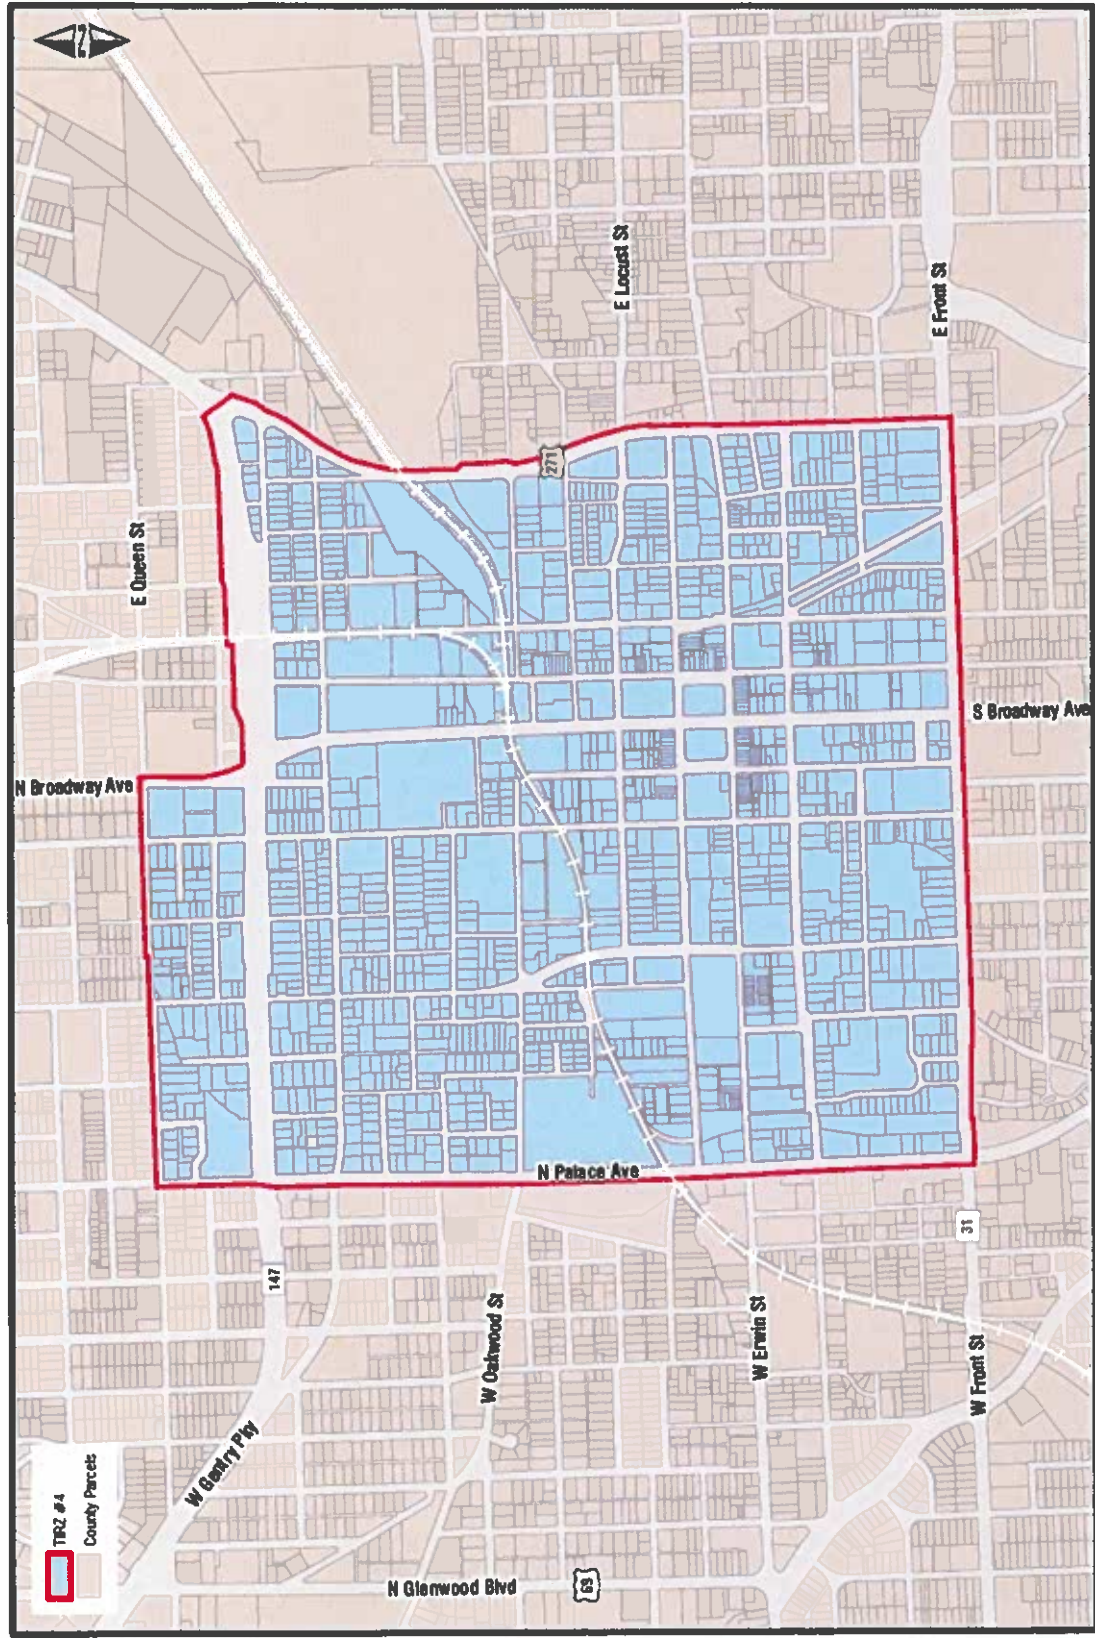 N
TIRZ #4
County Parcels
N Broadway Ave
E Queen St
E Locust St
E Front St
271
S Broadway Ave
N Palace Ave
147
31
W Gentry Pky
W Oakwood St
W Erwin St
W Front St
N Glenwood Blvd
69